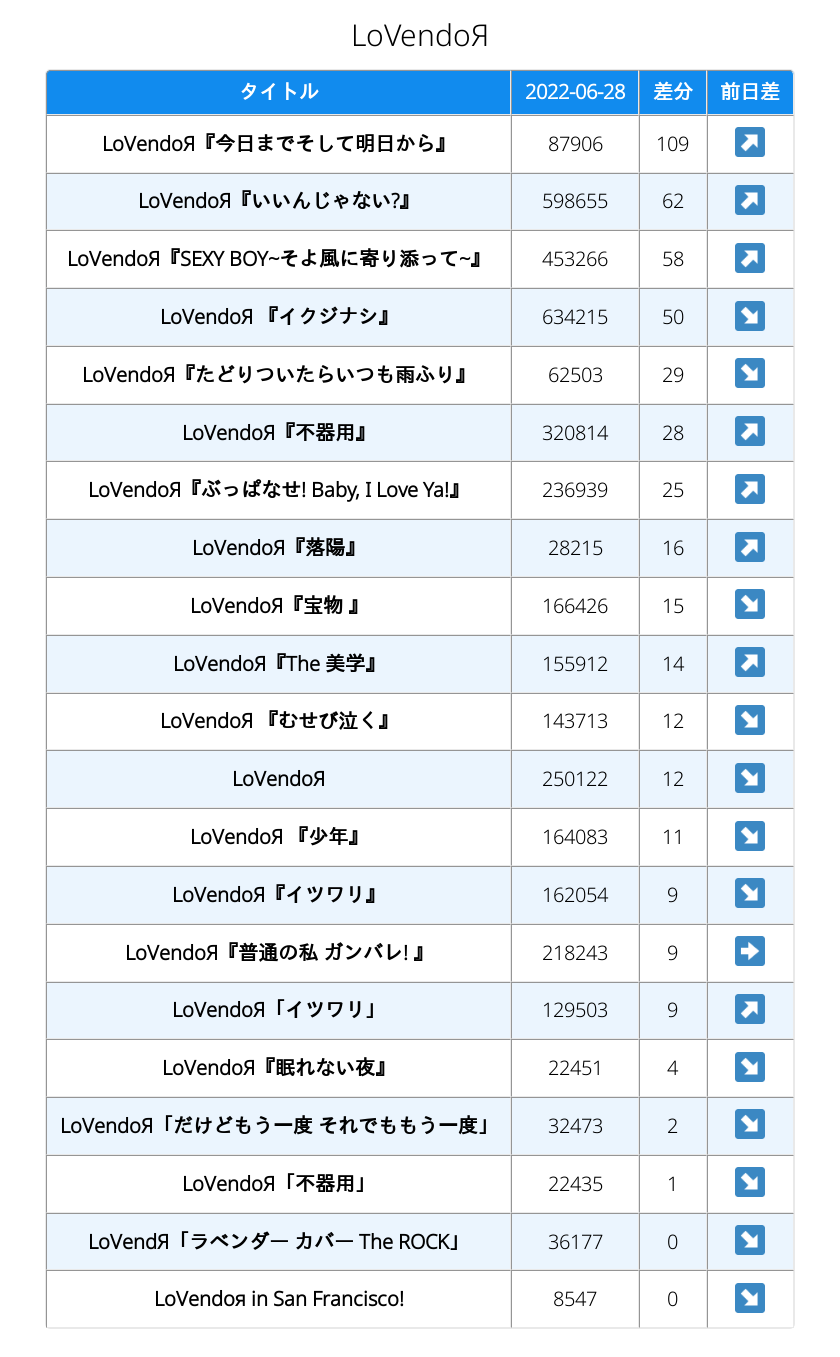 LoVendoЯ
タイトル 2022-06-28 差分 前日差
LoVendoЯ『今日までそして明日から』 87906 109 ↗
LoVendoЯ『いいんじゃない?』 598655 62 ↗
LoVendoЯ『SEXY BOY~そよ風に寄り添って~』 453266 58 ↗
LoVendoЯ 『イクジナシ』 634215 50 ↘
LoVendoЯ『たどりついたらいつも雨ふり』 62503 29 ↘
LoVendoЯ『不器用』 320814 28 ↗
LoVendoЯ『ぶっぱなせ! Baby, I Love Ya!』 236939 25 ↗
LoVendoЯ『落陽』 28215 16 ↗
LoVendoЯ『宝物 』 166426 15 ↘
LoVendoЯ『The 美学』 155912 14 ↗
LoVendoЯ 『むせび泣く』 143713 12 ↘
LoVendoЯ 250122 12 ↘
LoVendoЯ 『少年』 164083 11 ↘
LoVendoЯ『イツワリ』 162054 9 ↘
LoVendoЯ『普通の私 ガンバレ! 』 218243 9 ➡
LoVendoЯ「イツワリ」 129503 9 ↗
LoVendoЯ『眠れない夜』 22451 4 ↘
LoVendoЯ「だけどもう一度 それでももう一度」 32473 2 ↘
LoVendoЯ「不器用」 22435 1 ↘
LoVendЯ「ラベンダー カバー The ROCK」 36177 0 ↘
LoVendoя in San Francisco! 8547 0 ↘